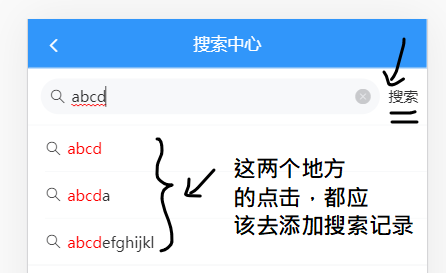 搜索中心
abcd 搜索
abcd
abcda
abcdefghijkl
这两个地方
的点击，都应
该去添加搜索记录